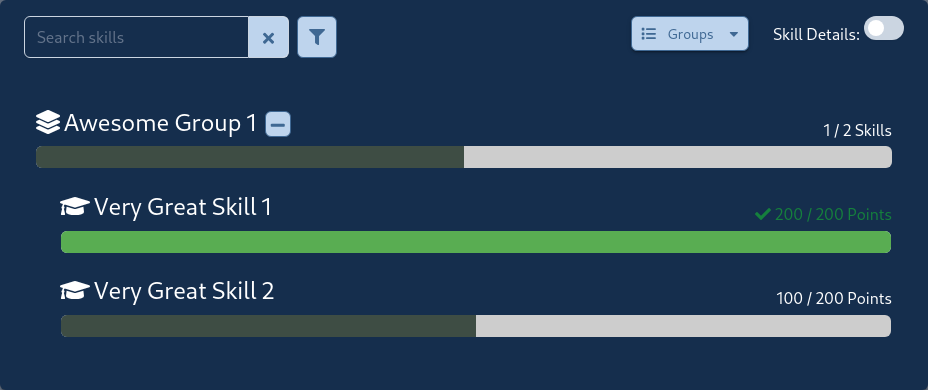 Search skills
Groups
Skill Details:
Awesome Group 1
1 / 2 Skills
Very Great Skill 1
200 / 200 Points
Very Great Skill 2
100 / 200 Points